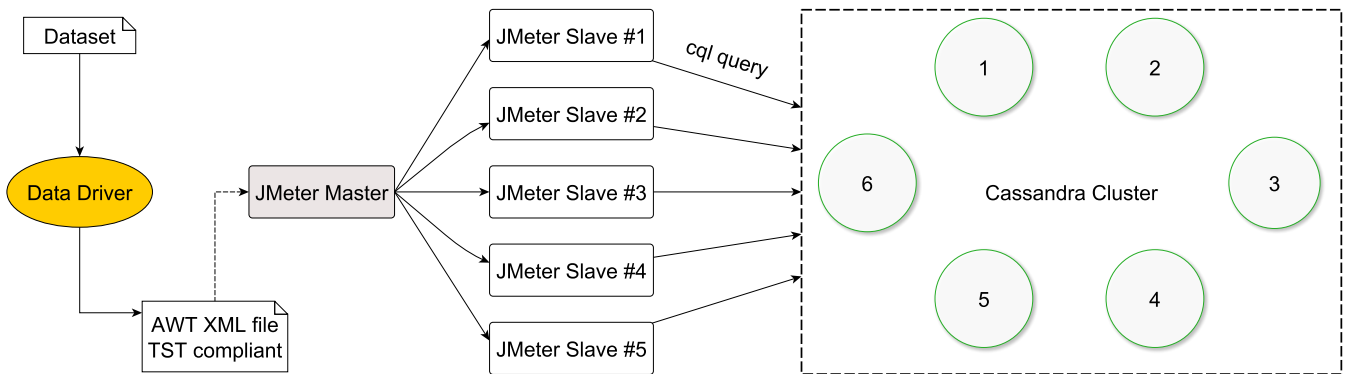 Dataset
Data Driver
AWT XML file
TST compliant
JMeter Master
JMeter Slave #1
JMeter Slave #2
JMeter Slave #3
JMeter Slave #4
JMeter Slave #5
cql query
1
2
6
Cassandra Cluster
3
5
4